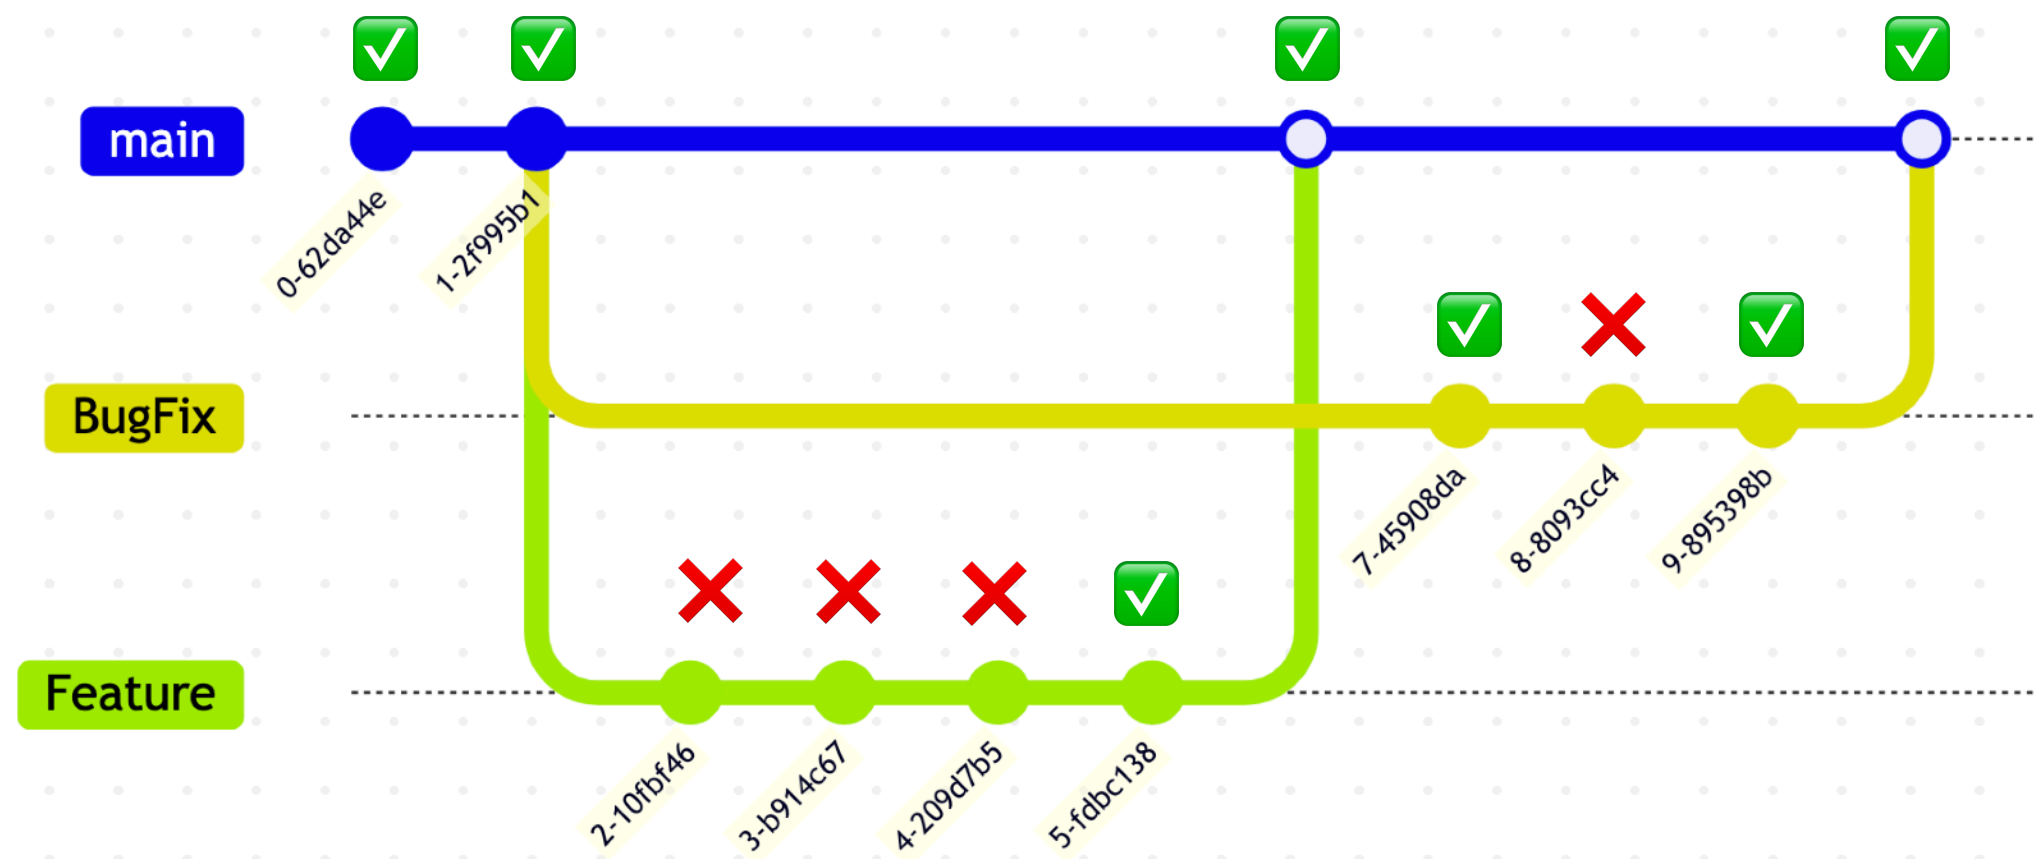 main
0-62da44e
1-2f995b1
BugFix
7-45908da
8-8093cc4
9-895398b
Feature
2-10fbf46
3-b914c67
4-209d7b5
5-fdbc138